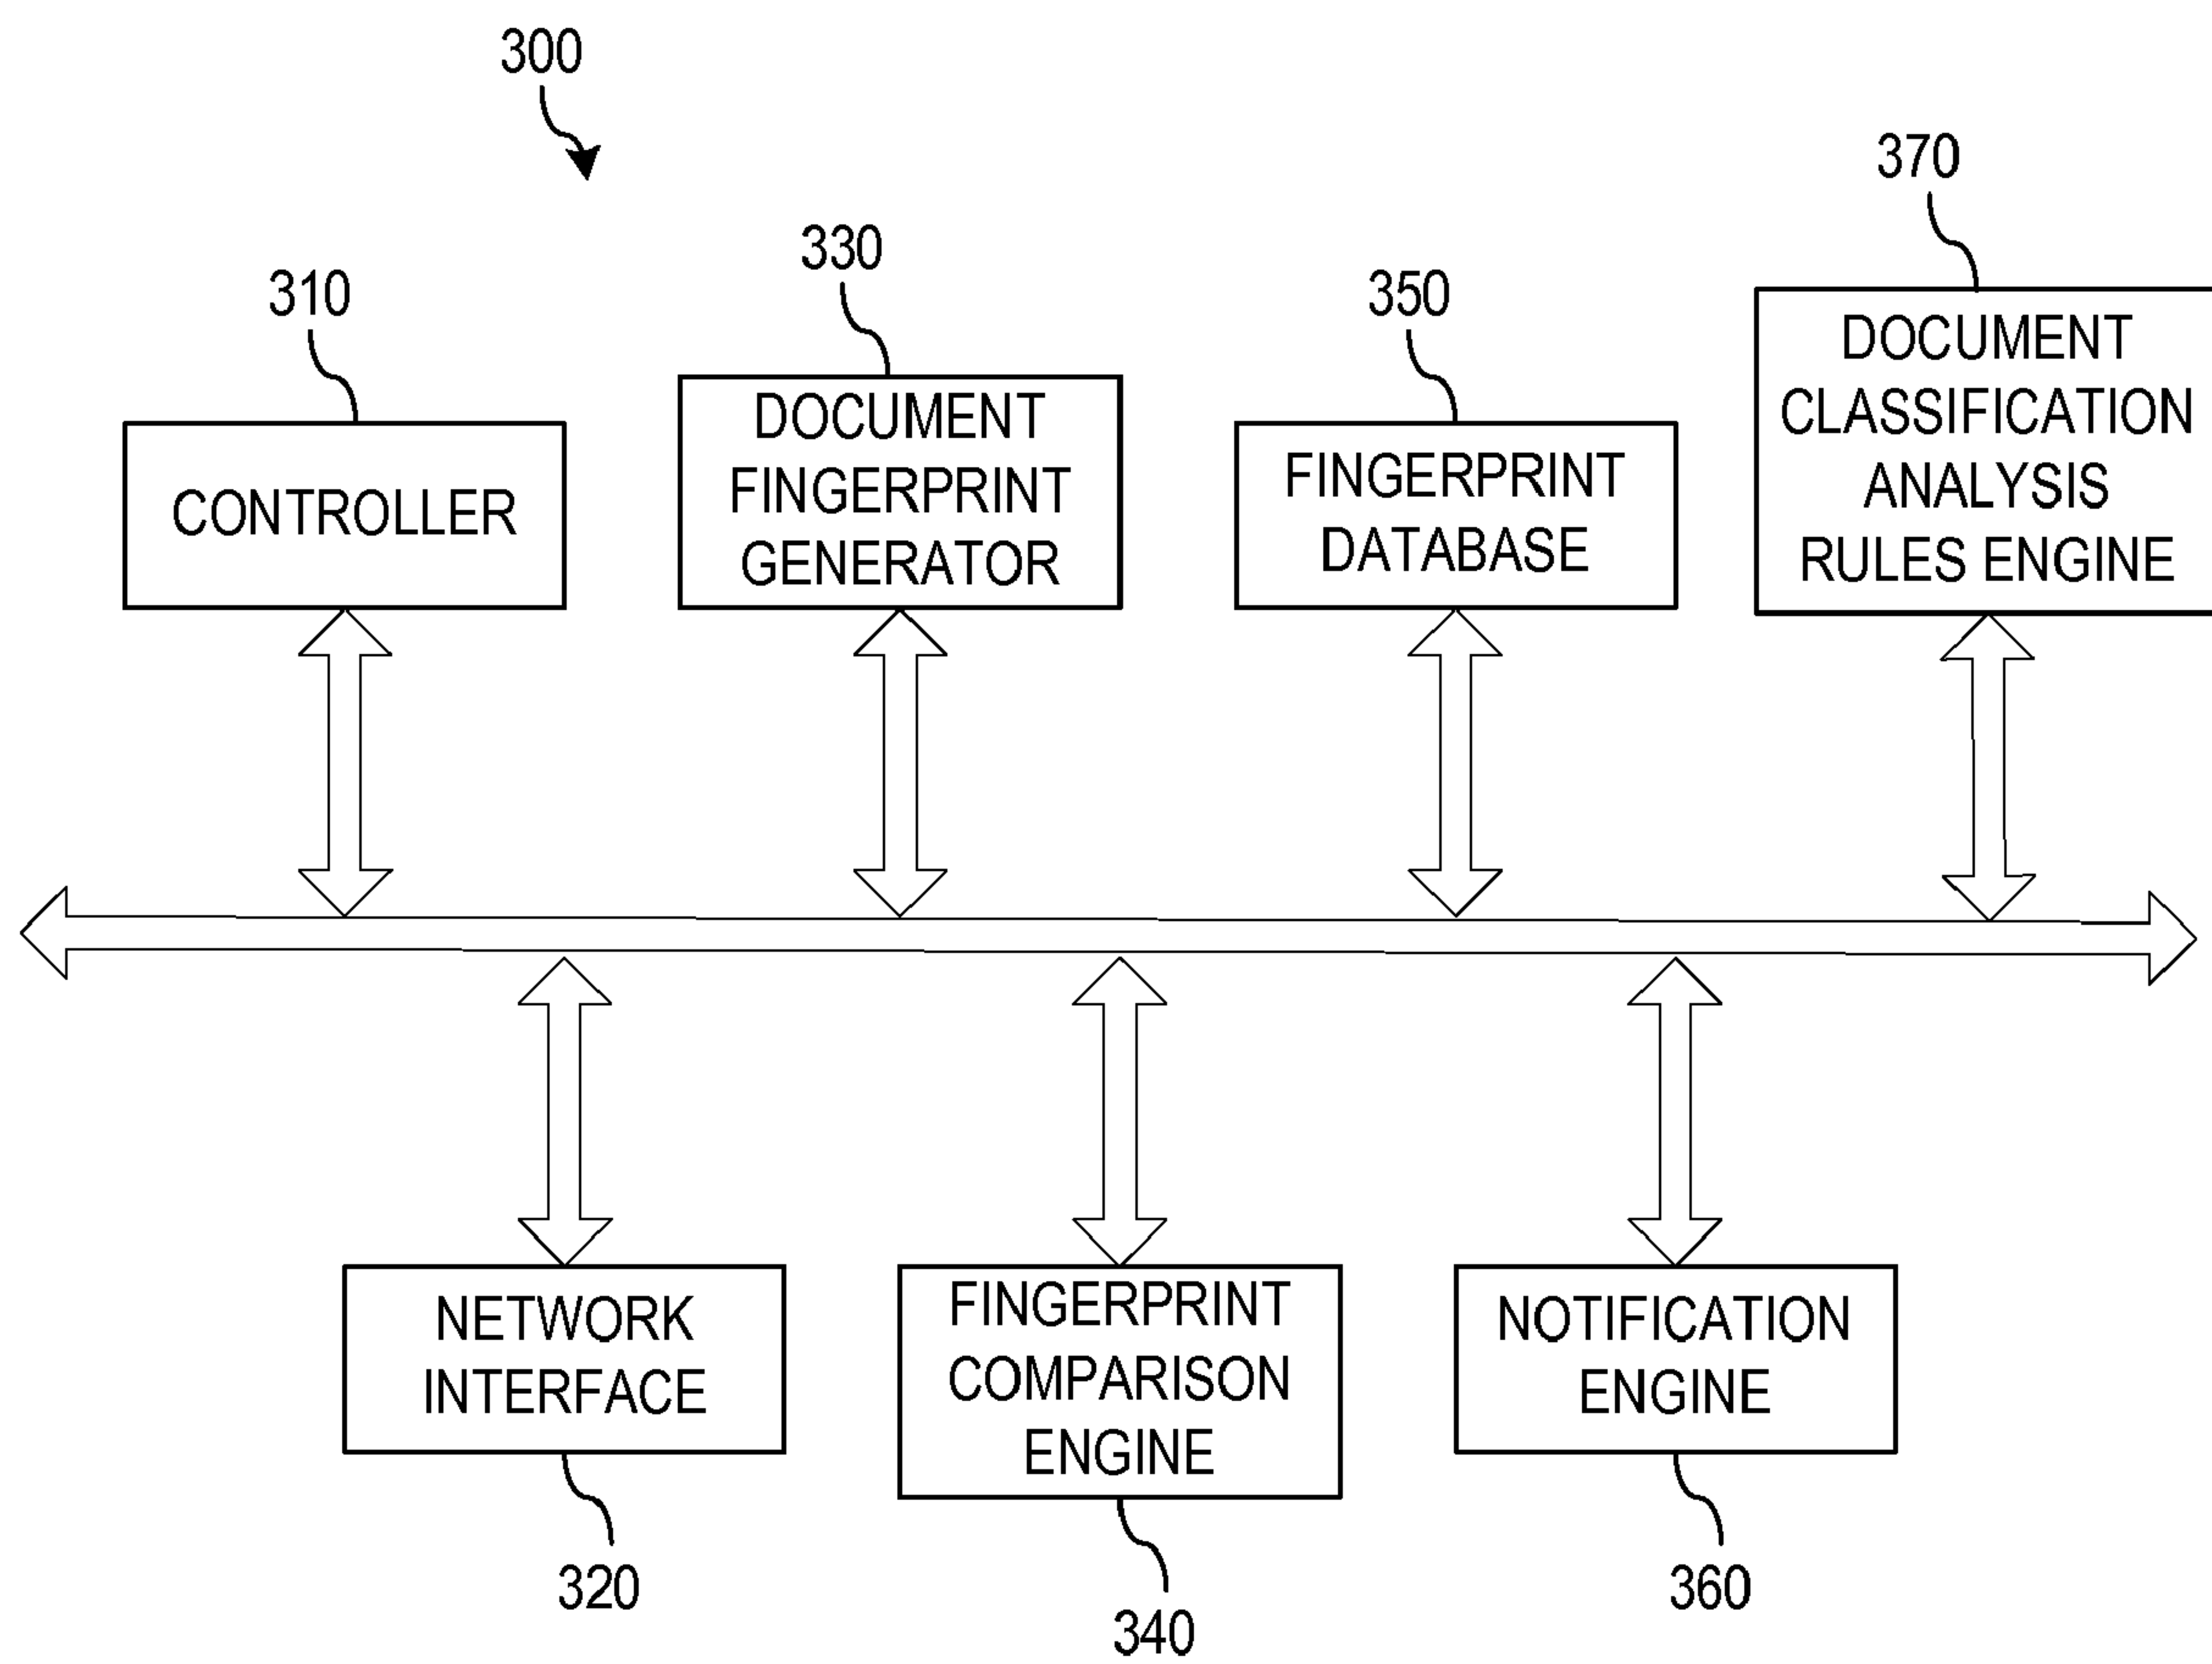 300
370
330
310
350
DOCUMENT
CLASSIFICATION
ANALYSIS
RULES ENGINE
DOCUMENT
FINGERPRINT
GENERATOR
FINGERPRINT
DATABASE
CONTROLLER
NETWORK
INTERFACE
FINGERPRINT
COMPARISON
ENGINE
NOTIFICATION
ENGINE
320
340
360